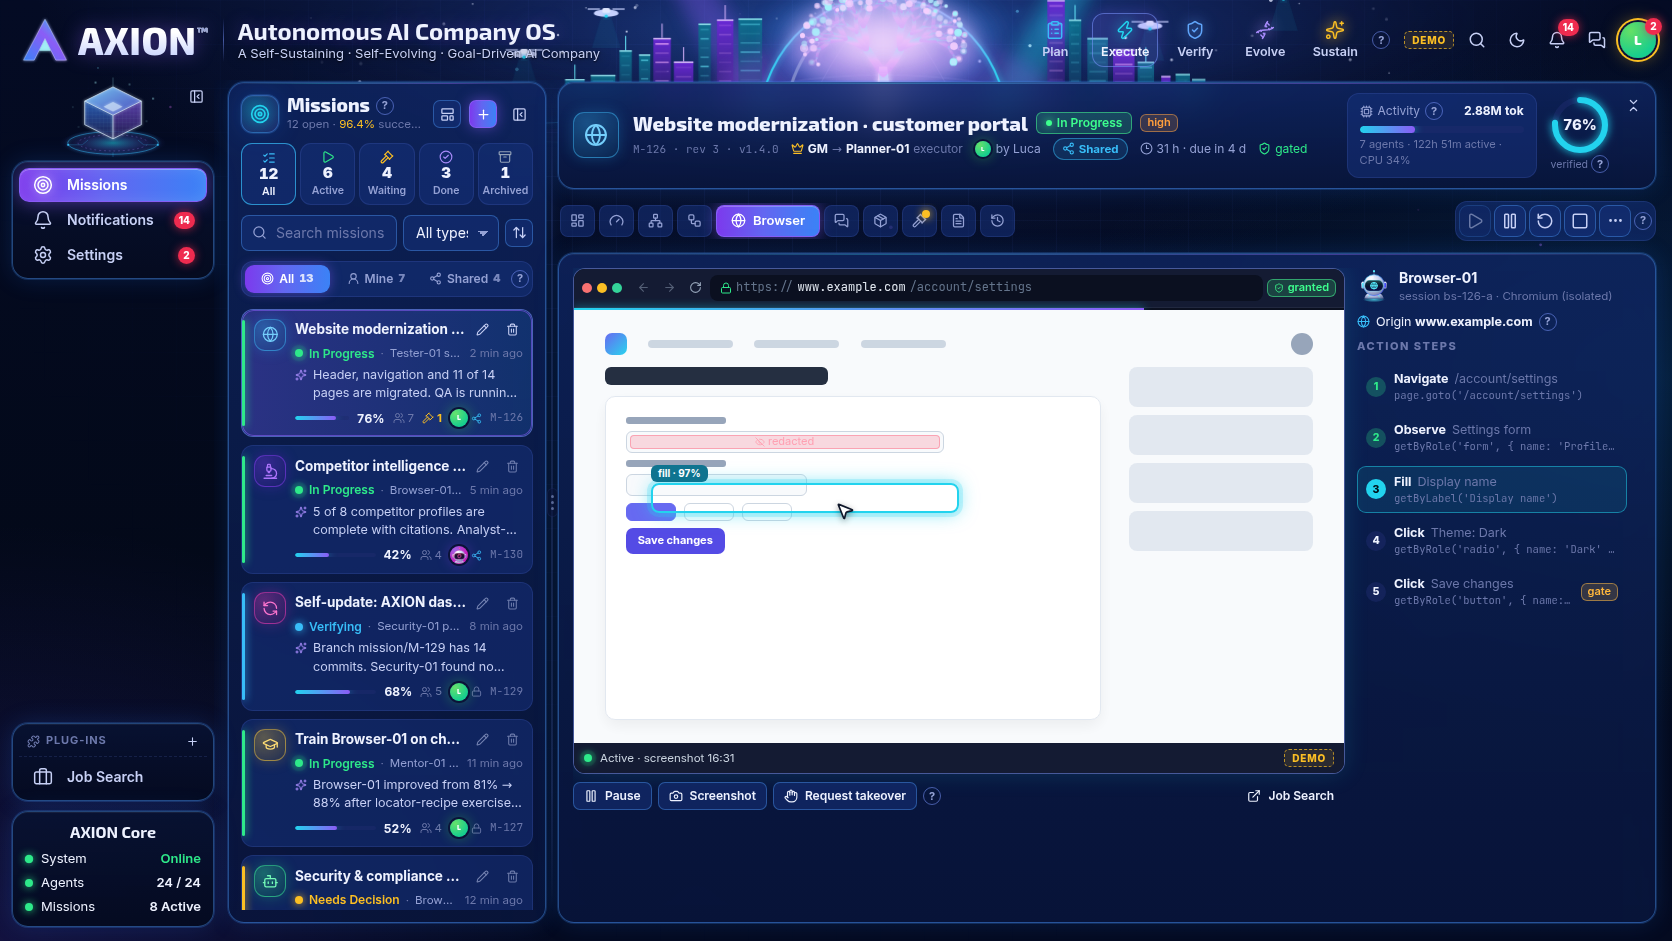 AXION™
Autonomous AI Company OS
A Self-Sustaining · Self-Evolving · Goal-Driven AI Company
Plan
Execute
Verify
Evolve
Sustain
?
DEMO
14
L
2
Missions
Notifications 14
Settings 2
PLUG-INS
Job Search
AXION Core
System Online
Agents 24 / 24
Missions 8 Active
Missions ?
12 open · 96.4% succe...
12 All
6 Active
4 Waiting
3 Done
1 Archived
Search missions
All types
All 13
Mine 7
Shared 4
?
Website modernization ...
In Progress · Tester-01 s... 2 min ago
Header, navigation and 11 of 14
pages are migrated. QA is runnin...
76% 7 1 L M-126
Competitor intelligence ...
In Progress · Browser-01... 5 min ago
5 of 8 competitor profiles are
complete with citations. Analyst-...
42% 4 M-130
Self-update: AXION das...
Verifying · Security-01 p... 8 min ago
Branch mission/M-129 has 14
commits. Security-01 found no...
68% 5 L M-129
Train Browser-01 on ch...
In Progress · Mentor-01 ... 11 min ago
Browser-01 improved from 81% →
88% after locator-recipe exercise...
52% 4 L M-127
Security & compliance ...
Needs Decision · Brow... 12 min ago
Website modernization · customer portal In Progress high
M-126 · rev 3 · v1.4.0 GM → Planner-01 executor L by Luca Shared 31 h · due in 4 d gated
Activity ? 2.88M tok
7 agents · 122h 51m active ·
CPU 34%
76%
verified ?
Browser
?
https:// www.example.com /account/settings
granted
redacted
fill · 97%
Save changes
Active · screenshot 16:31
DEMO
Pause
Screenshot
Request takeover
?
Job Search
Browser-01
session bs-126-a · Chromium (isolated)
Origin www.example.com ?
ACTION STEPS
1 Navigate /account/settings
page.goto('/account/settings')
2 Observe Settings form
getByRole('form', { name: 'Profile…
3 Fill Display name
getByLabel('Display name')
4 Click Theme: Dark
getByRole('radio', { name: 'Dark' …
5 Click Save changes
getByRole('button', { name:…
gate